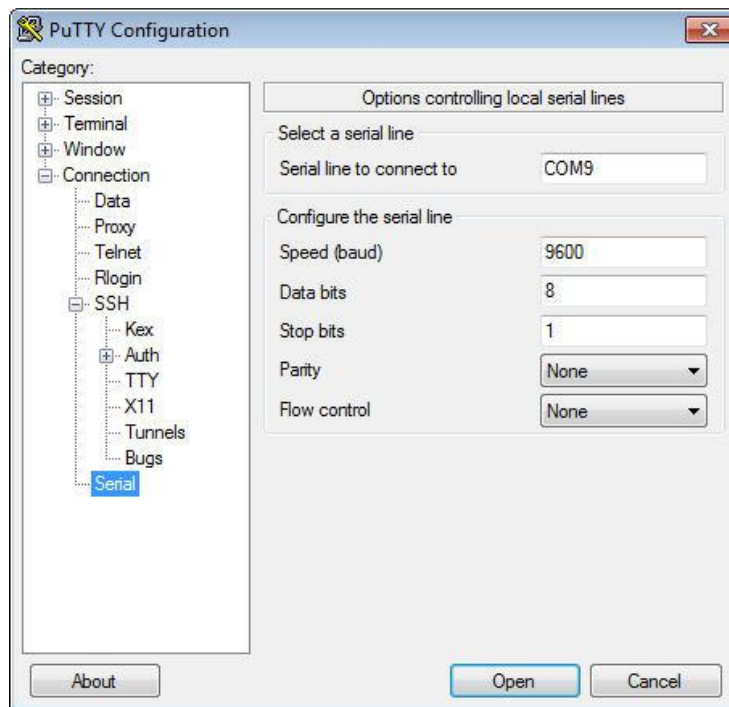 PuTTY Configuration
Category:
Session
Terminal
Window
Connection
Data
Proxy
Telnet
Rlogin
SSH
Kex
Auth
TTY
X11
Tunnels
Bugs
Serial
Options controlling local serial lines
Select a serial line
Serial line to connect to COM9
Configure the serial line
Speed (baud) 9600
Data bits 8
Stop bits 1
Parity None
Flow control None
About Open Cancel